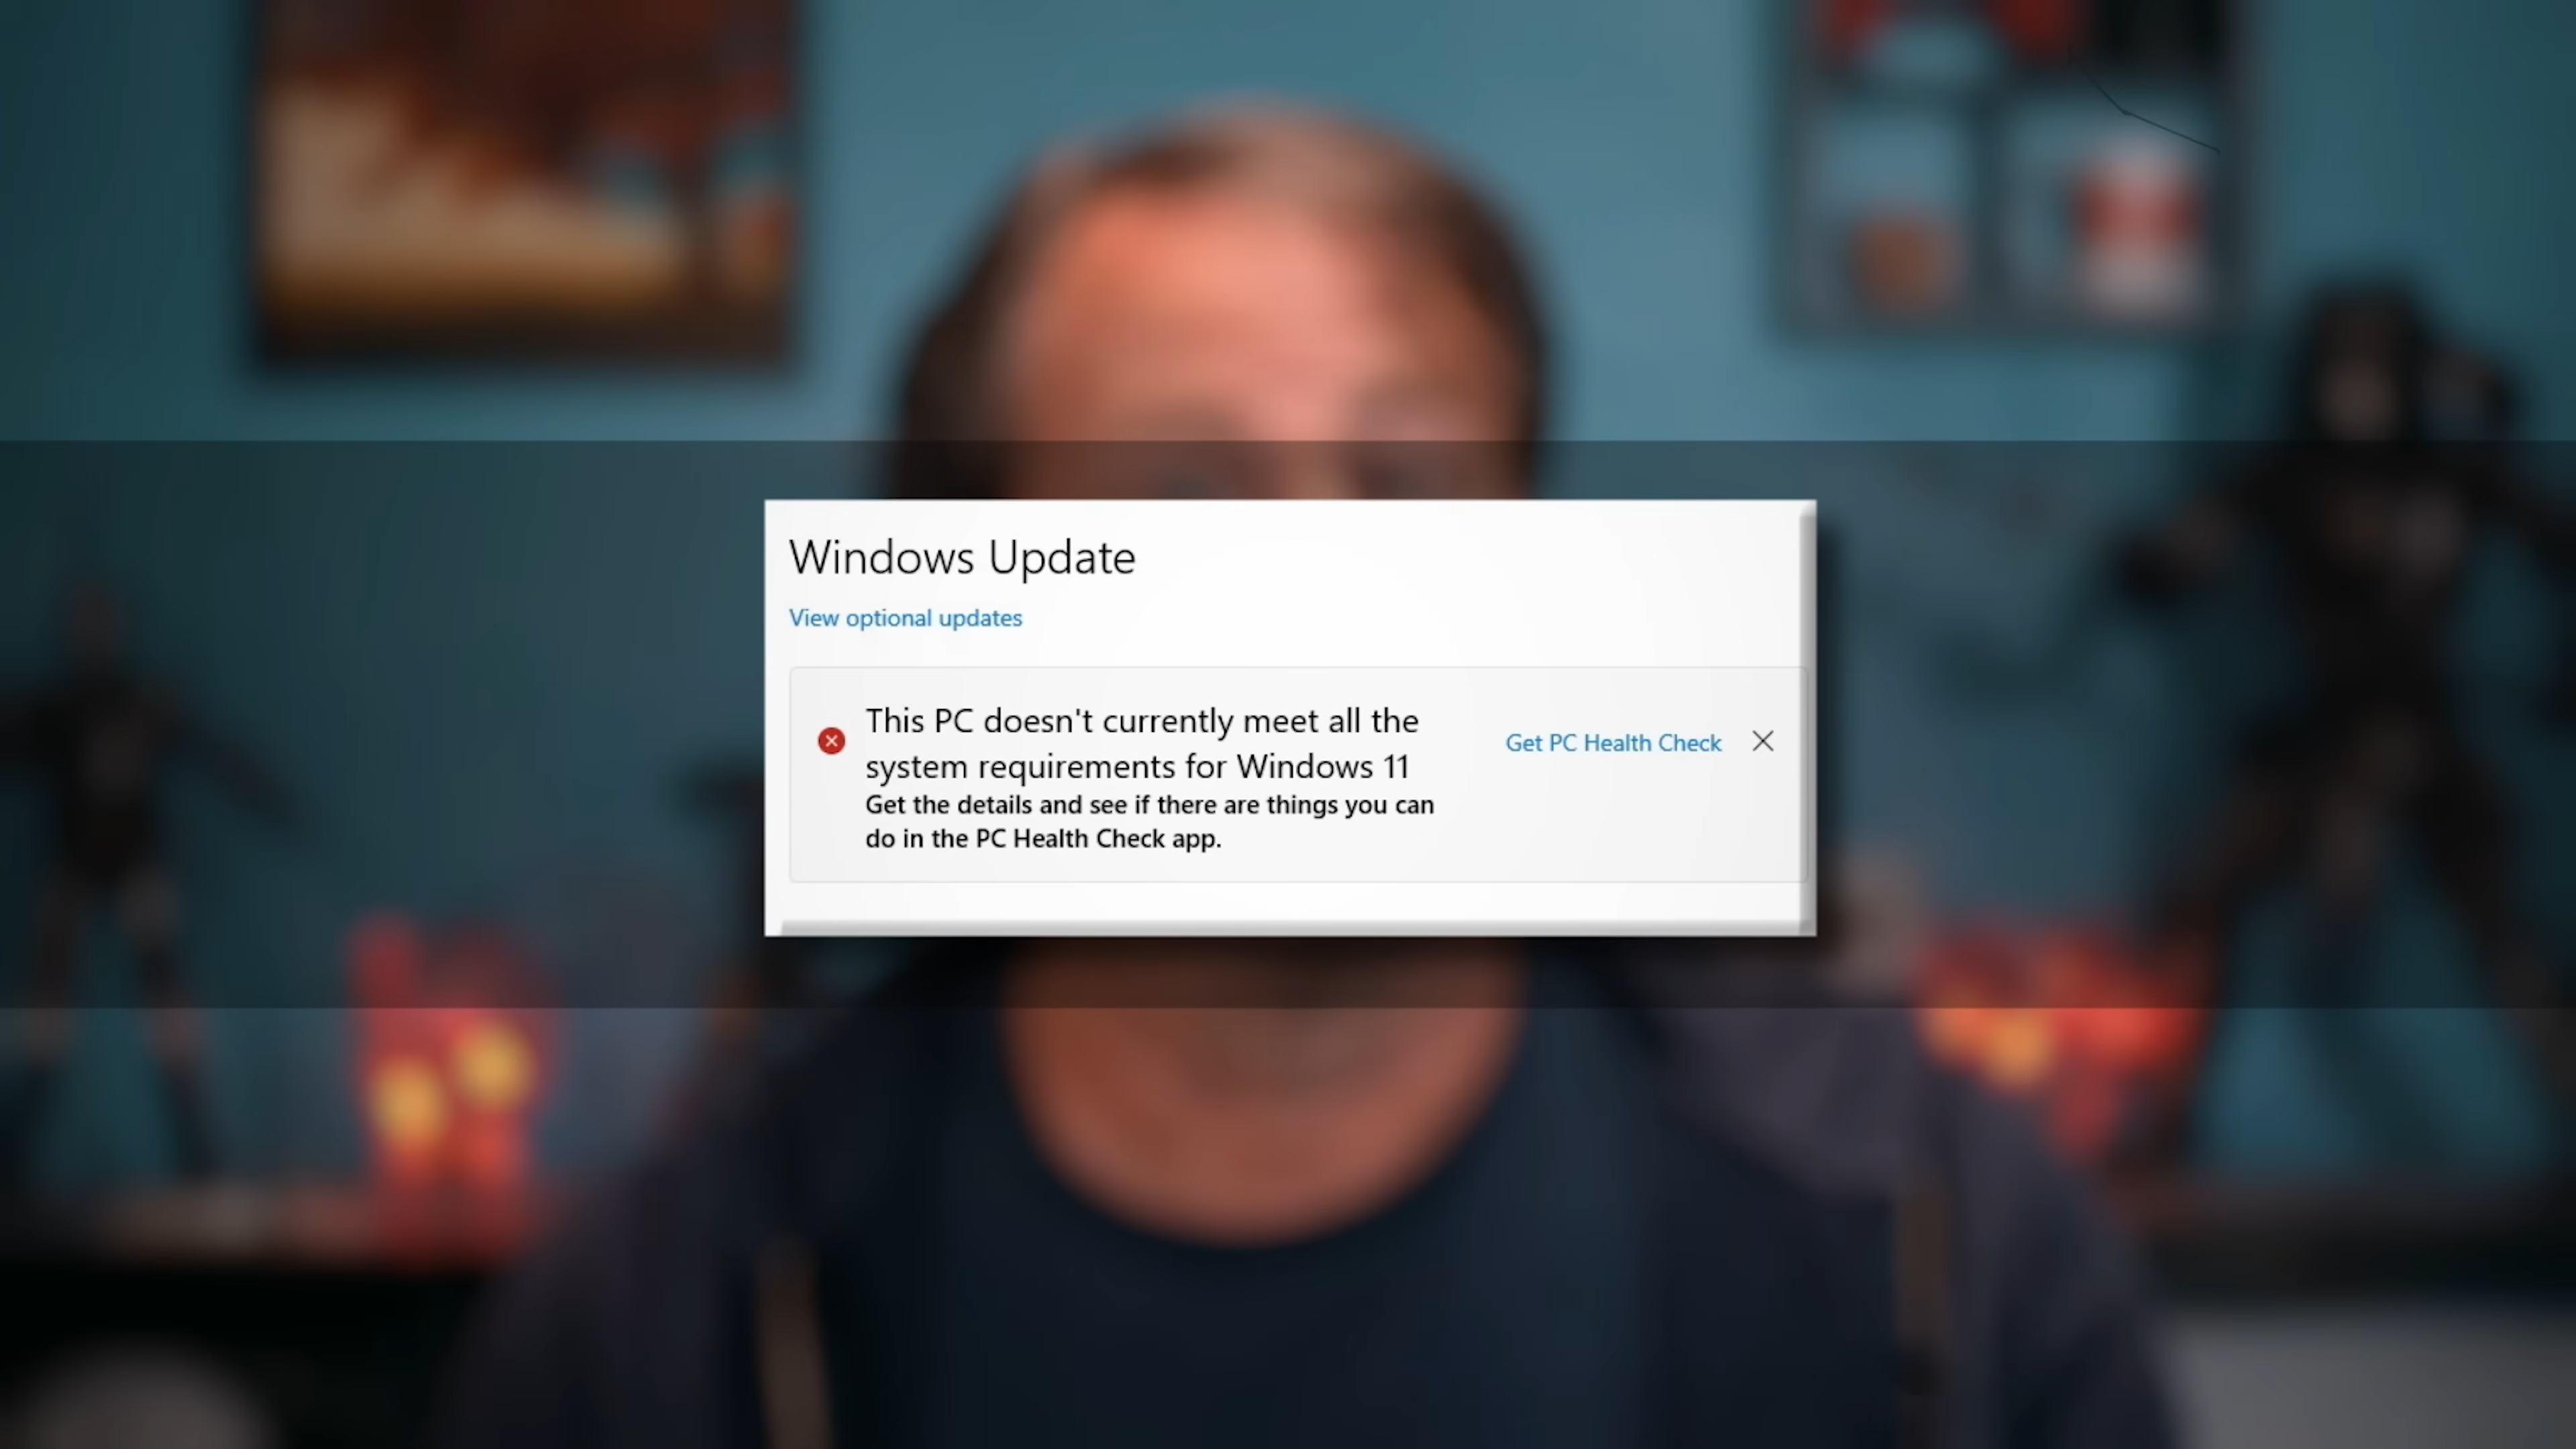 Windows Update
View optional updates
This PC doesn't currently meet all the
system requirements for Windows 11
Get the details and see if there are things you can
do in the PC Health Check app.
Get PC Health Check